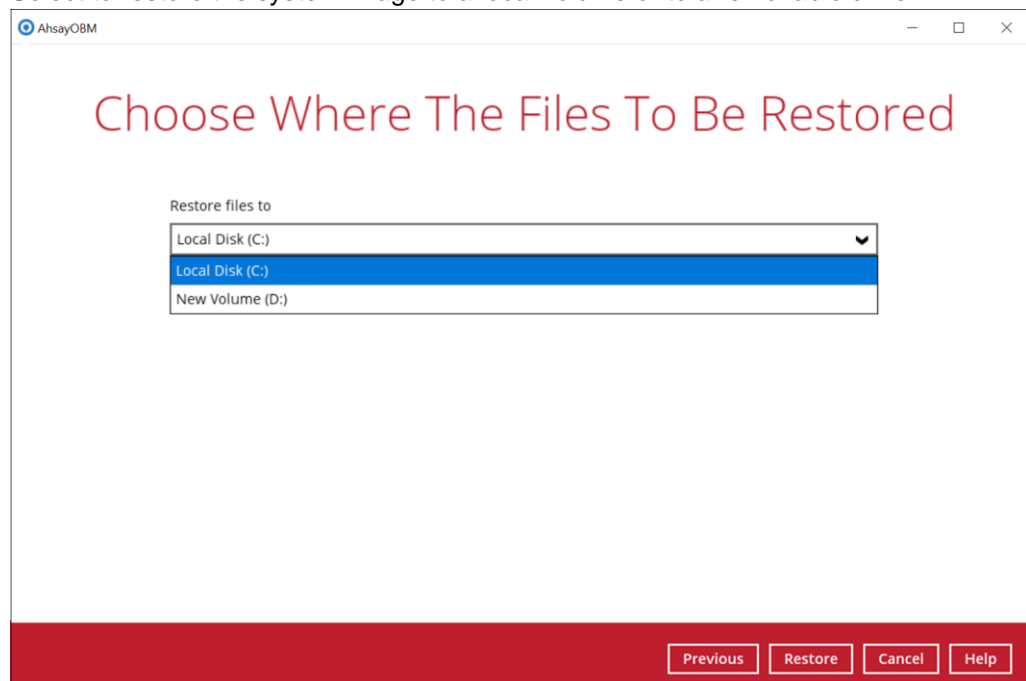 AhsayOBM
Choose Where The Files To Be Restored
Restore files to
Local Disk (C:)
Local Disk (C:)
New Volume (D:)
Previous Restore Cancel Help